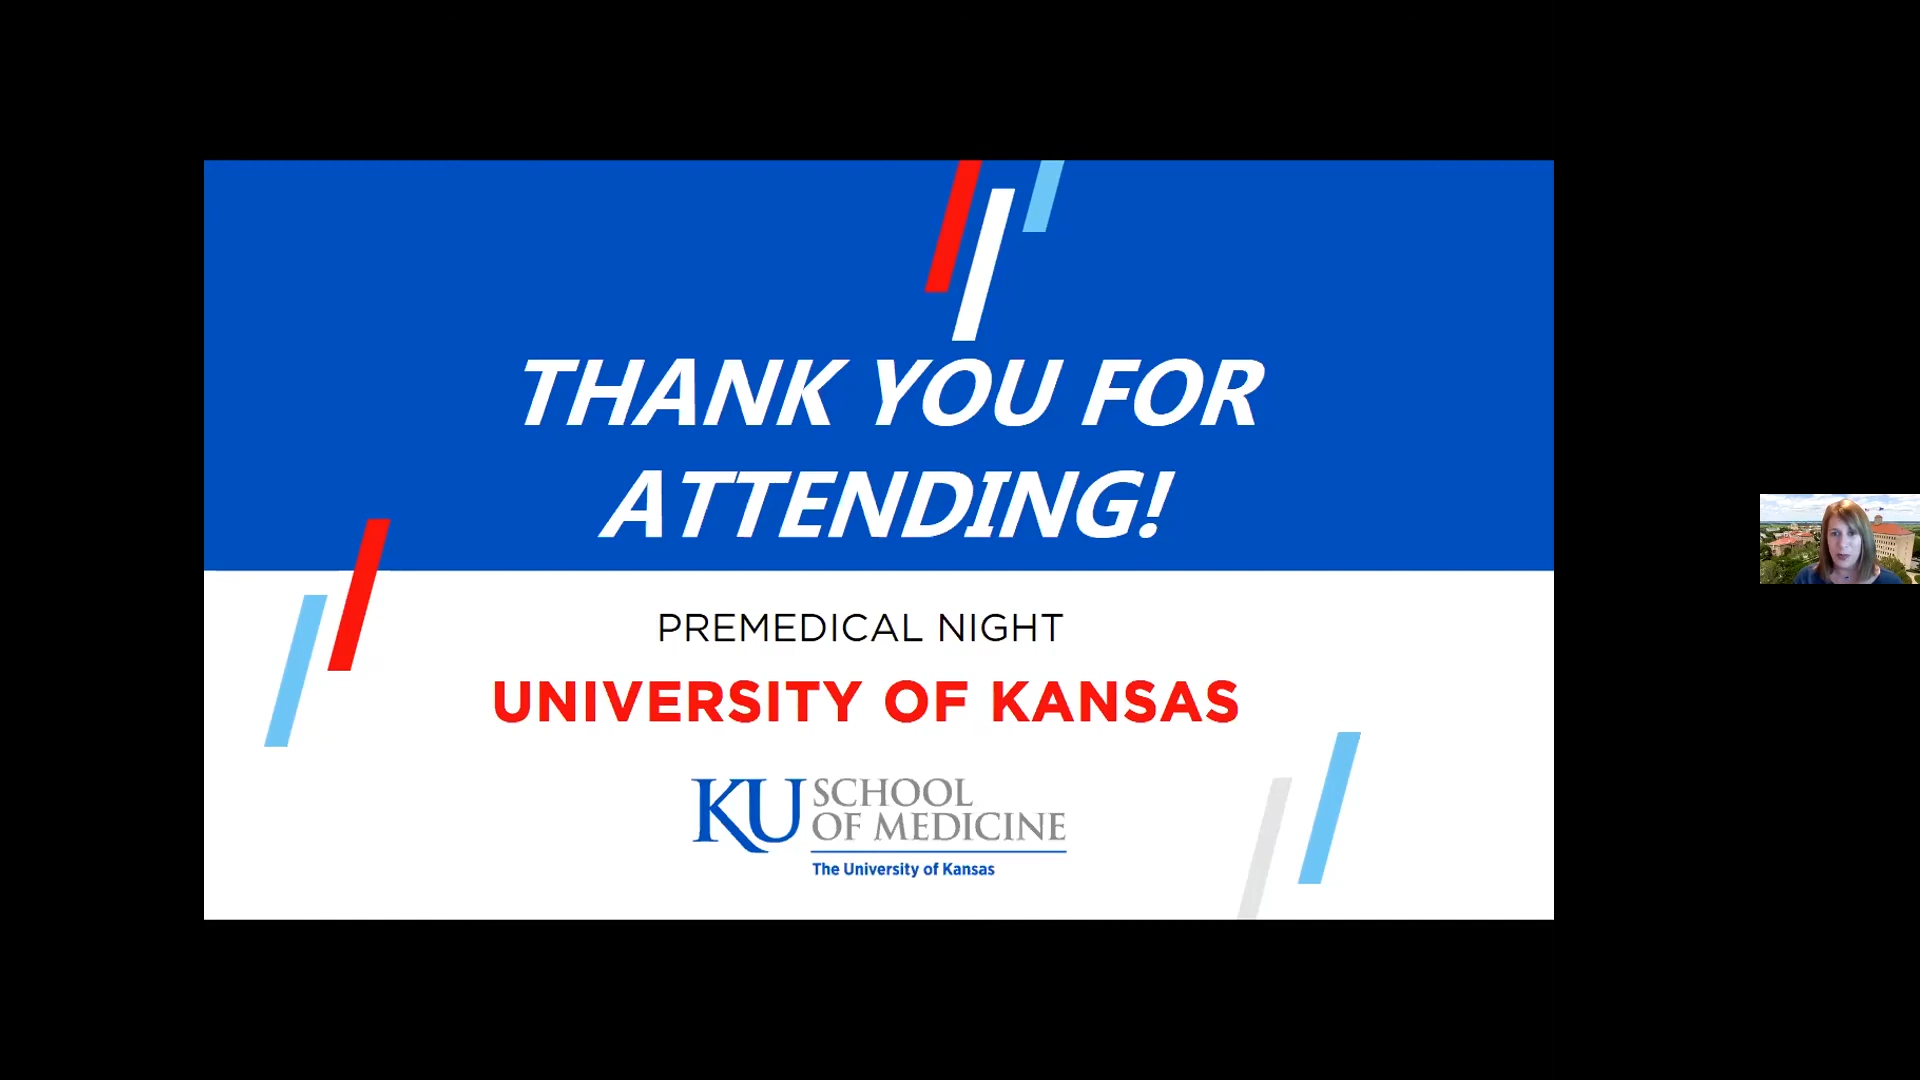 THANK YOU FOR
ATTENDING!
PREMEDICAL NIGHT
UNIVERSITY OF KANSAS
KU SCHOOL
OF MEDICINE
The University of Kansas